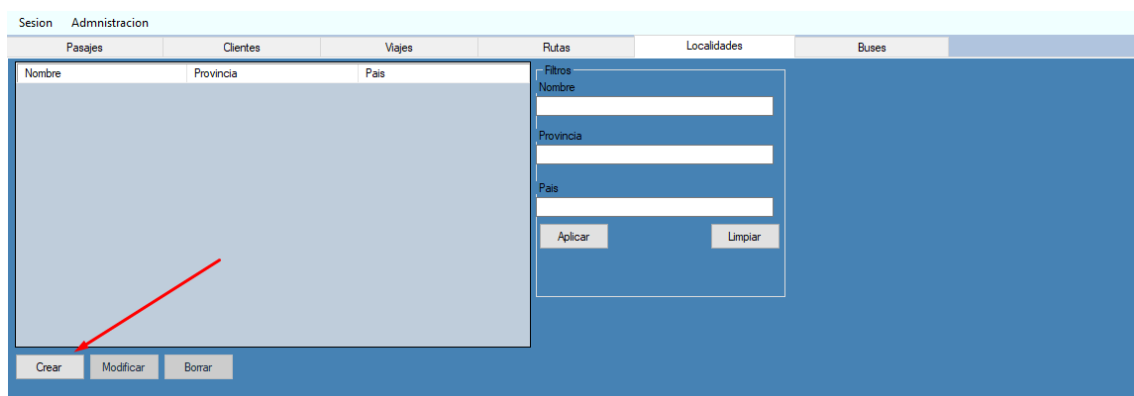 Sesion Admnistracion
Pasajes Clientes Viajes Rutas Localidades Buses
Nombre Provincia Pais
Filtros
Nombre
Provincia
Pais
Aplicar Limpiar
Crear Modificar Borrar